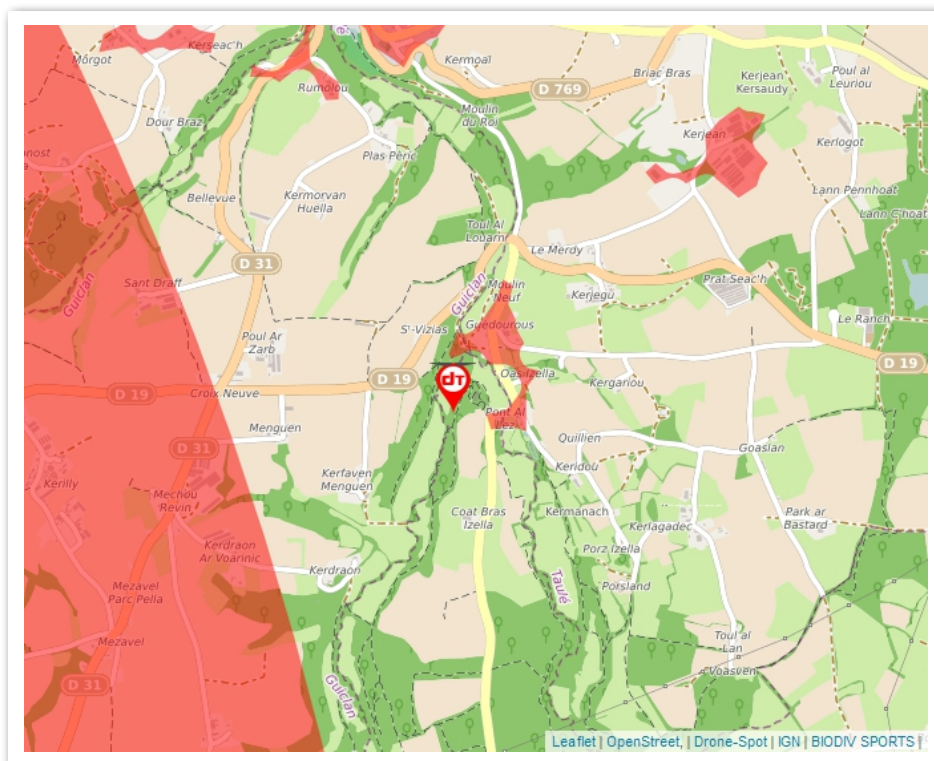 Kerseac'h
Morgot
Taulé
Kermoal
Briac Bras
Kerjean
Kersaudy
Poul al
Leuriou
D 769
Rumolou
Dour Braz
Moulin
du Roi
Plas Peric
Kerjean
Kerlogot
Bellevue
Kermorvan
Huella
Lann Pennhoat
Lann C'hoat
Toul Al
Louarn
Le Merdy
D 31
Sant Draff
Guiclan
Guiclan
Moulin
Neuf
Kerjegu
Prat Seac'h
St-Vizias
Guedourous
Le Ranch
Poul Ar
Zarb
D 19
D 19
D 19
dT
Oas Izella
Kergariou
Croix Neuve
Pont Al
Lez
Menguen
D 31
Quillien
Goaslan
Keridou
Kerilly
Mechou
Revin
Kerfaven
Menguen
Coat Bras
Izella
Kermanach
Kerlagadec
Park ar
Bastard
Kerdraon
Ar Voarinic
Kerdraon
Porz Izella
Porsland
Taulé
Mezavel
Parc Pella
Mezavel
Toul al
Lan
Voasven
D 31
Guiclan
Leaflet | OpenStreet, | Drone-Spot | IGN | BIODIV SPORTS |